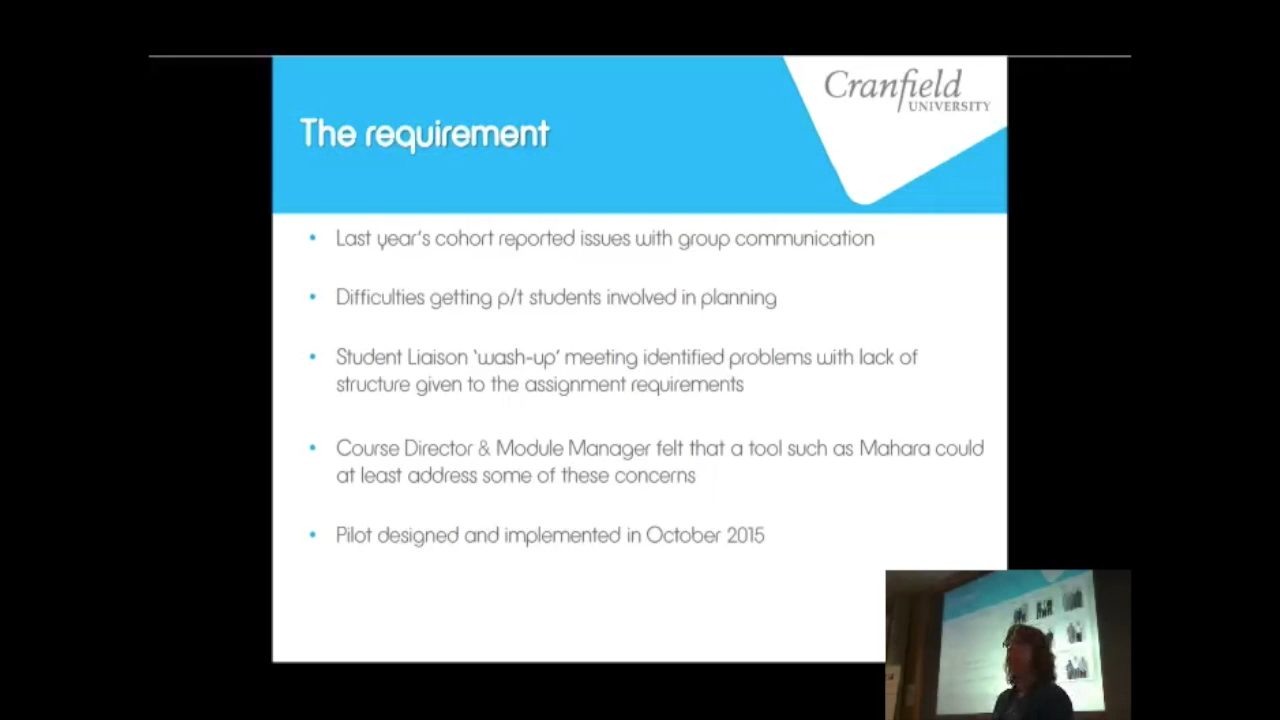 Cranfield
UNIVERSITY
The requirement
• Last year's cohort reported issues with group communication
• Difficulties getting p/t students involved in planning
• Student Liaison 'wash-up' meeting identified problems with lack of
structure given to the assignment requirements
• Course Director & Module Manager felt that a tool such as Mahara could
at least address some of these concerns
• Pilot designed and implemented in October 2015